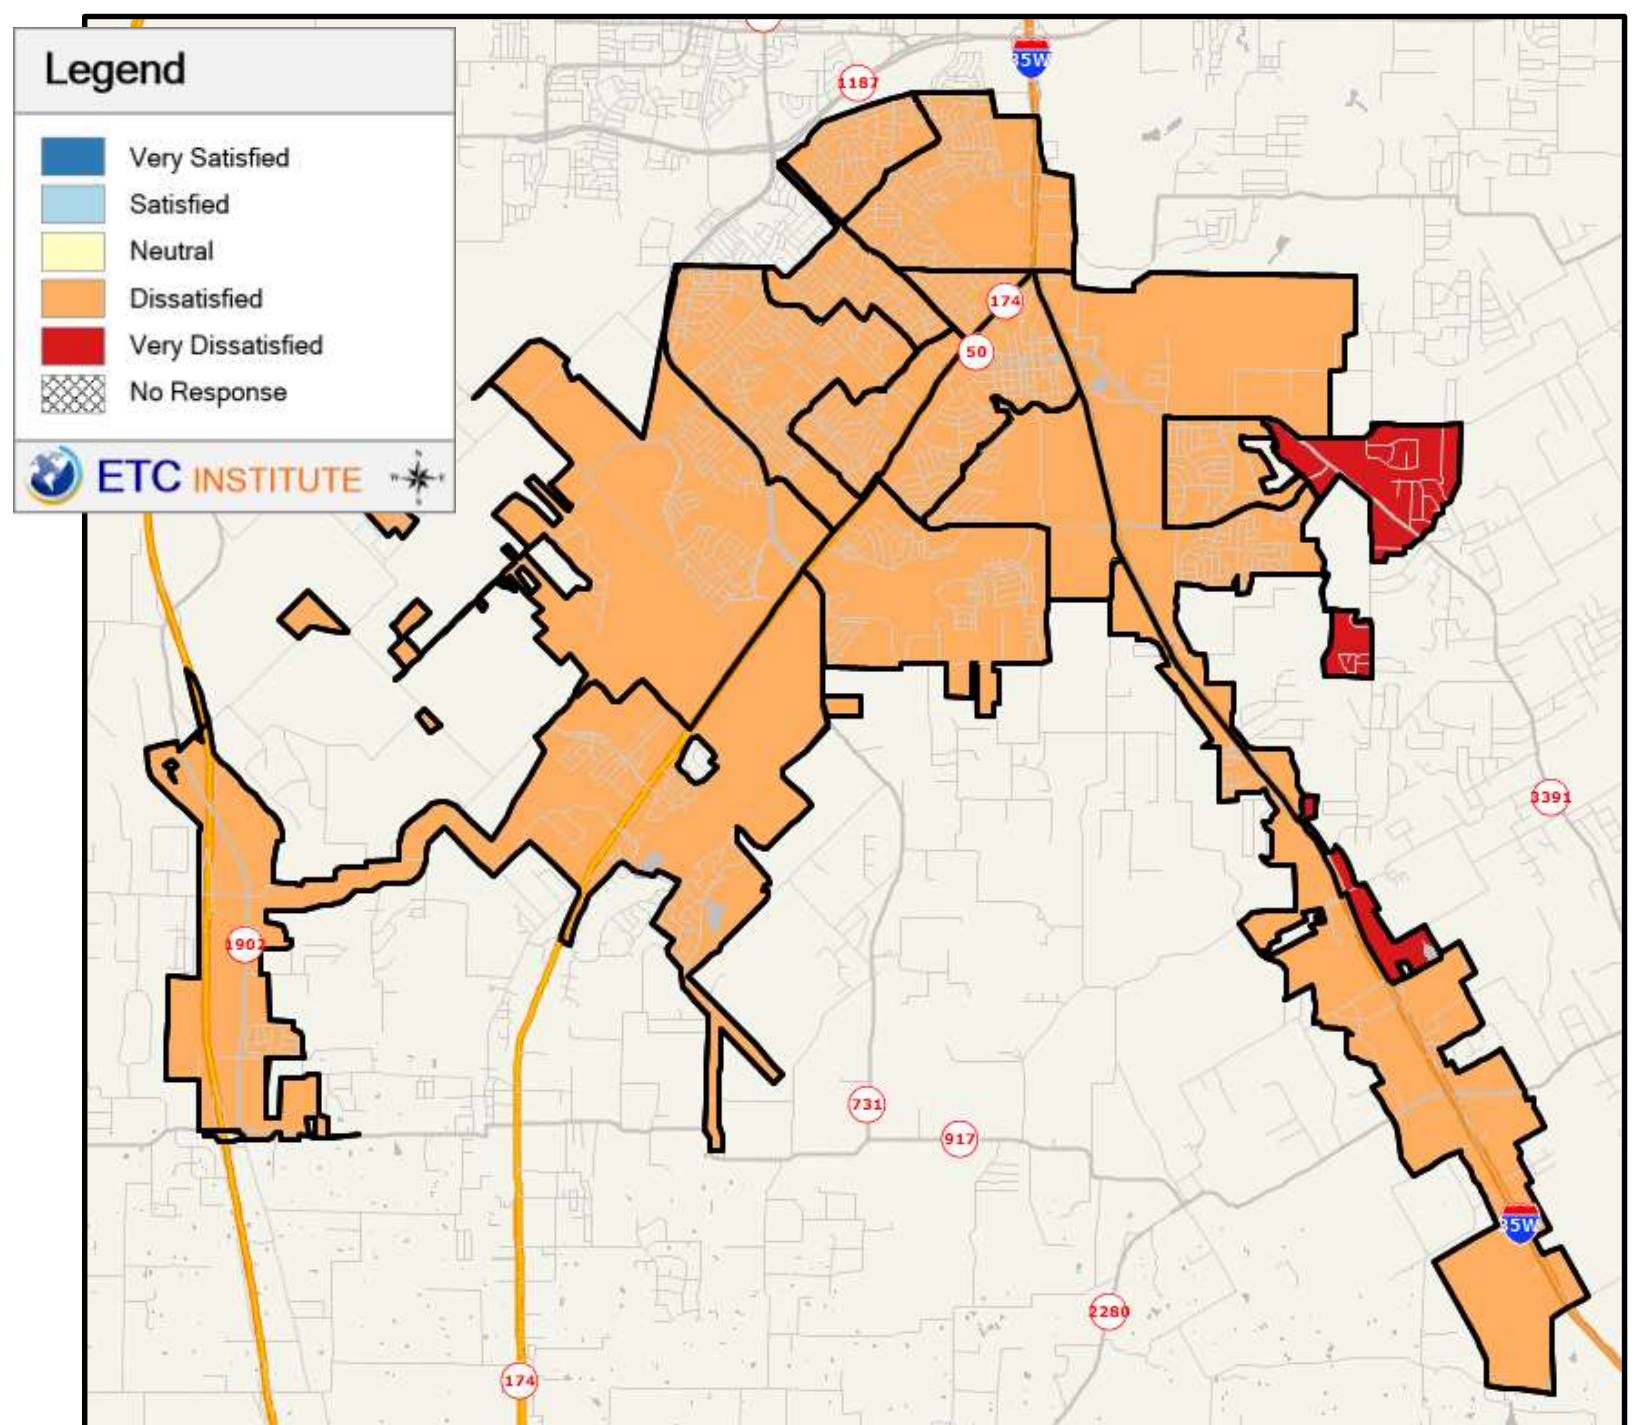 Legend
Very Satisfied
Satisfied
Neutral
Dissatisfied
Very Dissatisfied
No Response
ETC INSTITUTE
N
W
E
S
35W
1187
174
50
3391
1902
731
917
35W
2280
174